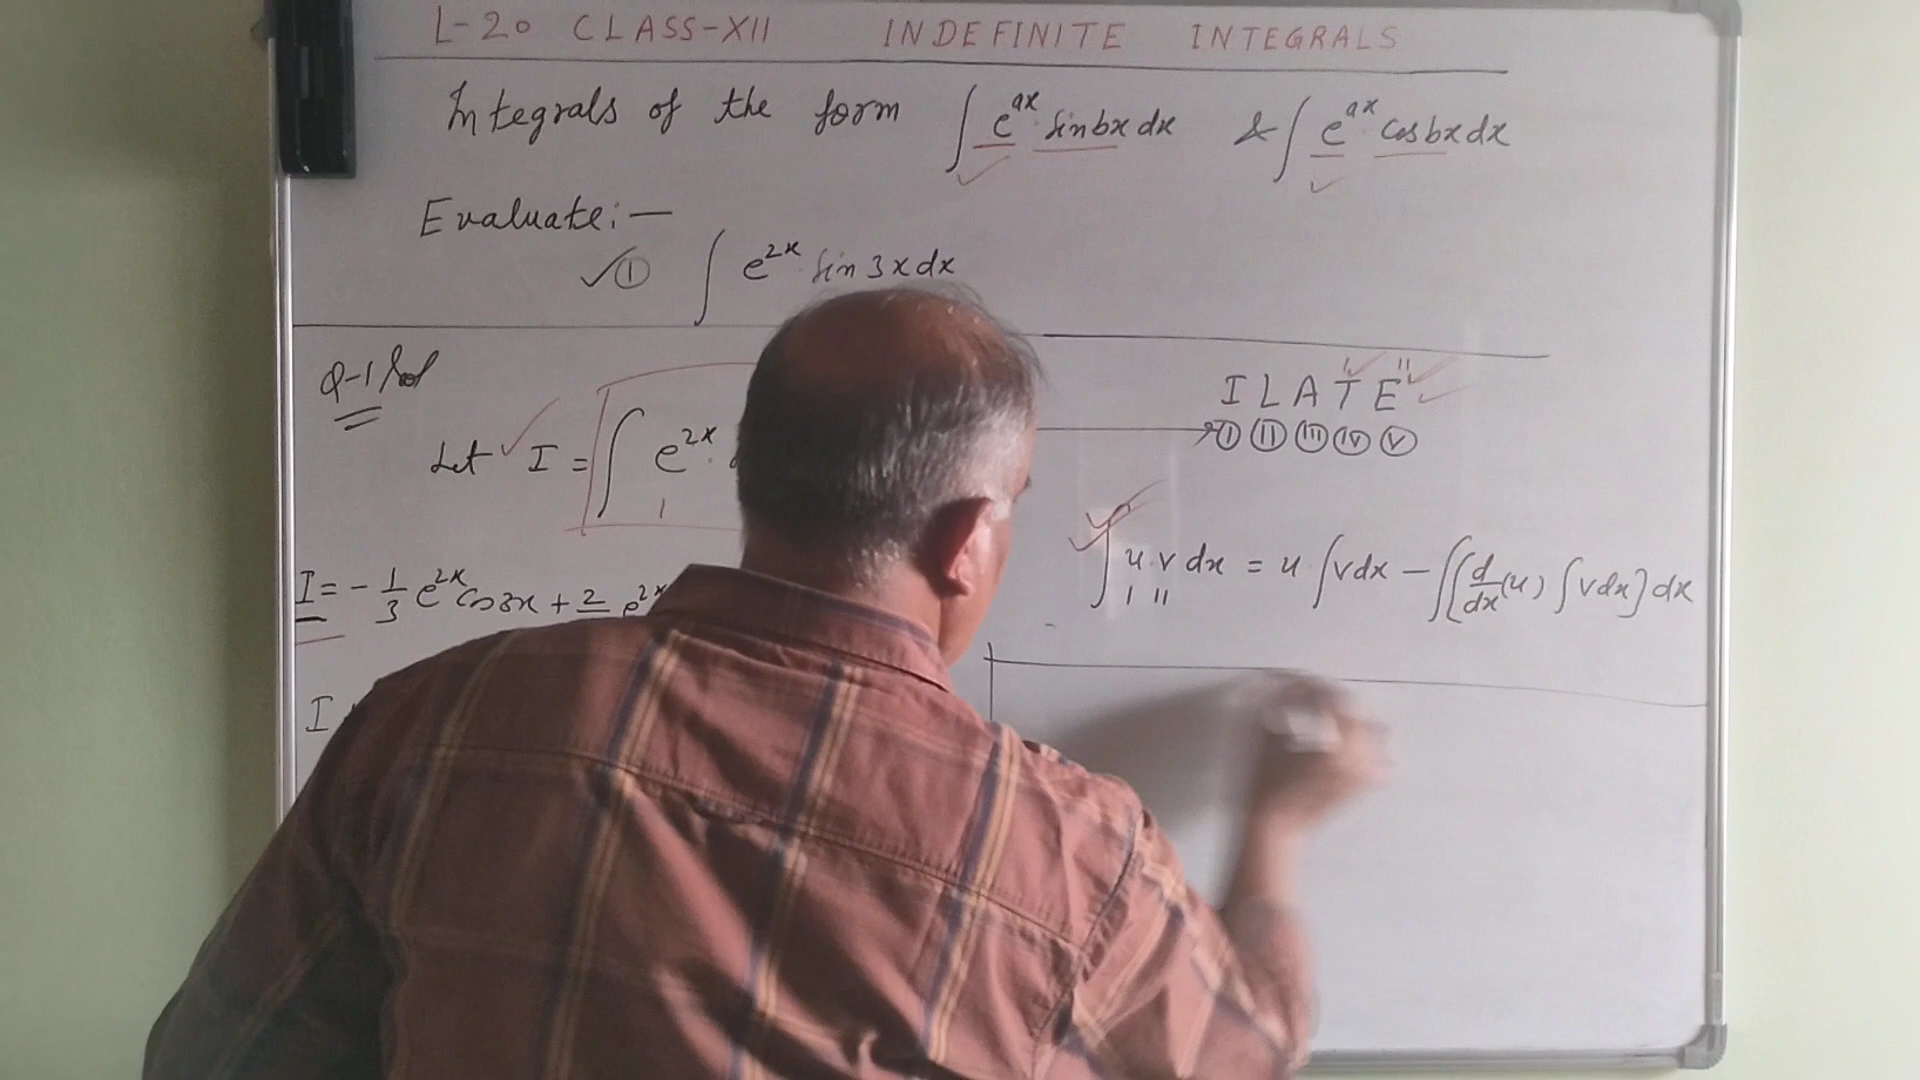 L-20 CLASS-XII INDEFINITE INTEGRALS
Integrals of the form ∫ e^{ax} sin bx dx & ∫ e^{ax} cos bx dx
Evaluate:—
✓① ∫ e^{2x} sin 3x dx
Q-1 Sol
Let ✓ I = ∫ e^{2x}.
I
I = -1/3 e^{2x} cos 3x + 2 e^{2x}
I
I L A T E
I II
→ Ⓘ Ⓘⓘ ⓘⓘⓘ ⓘⓥ Ⓥ
∫ u.v dx = u ∫ v dx — ∫ [d/dx (u). ∫ v dx] dx
I II